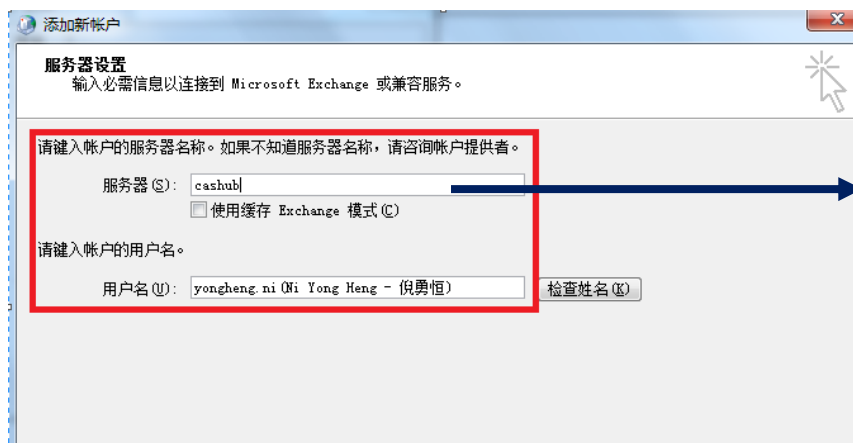 添加新帐户
服务器设置
输入必需信息以连接到 Microsoft Exchange 或兼容服务。
请键入帐户的服务器名称。如果不知道服务器名称，请咨询帐户提供者。
服务器(S): cashub
使用缓存 Exchange 模式(C)
请键入帐户的用户名。
用户名(U): yongheng.ni(Ni Yong Heng - 倪勇恒) 检查姓名(K)